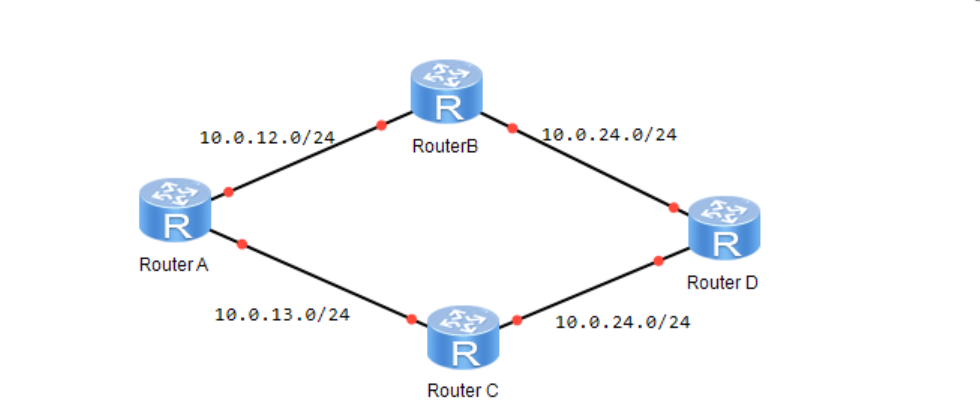 R
RouterB
10.0.12.0/24
10.0.24.0/24
R
Router A
R
Router D
10.0.13.0/24
10.0.24.0/24
R
Router C